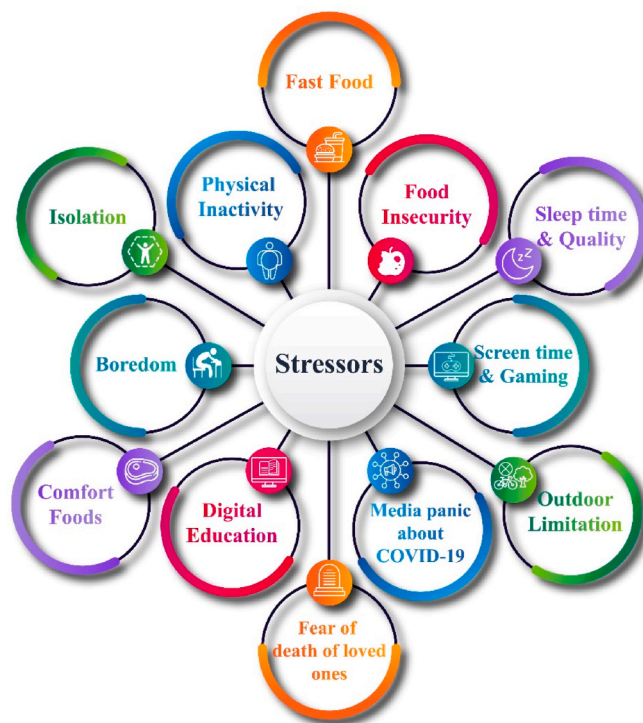 Fast Food
Physical
Inactivity
Food
Insecurity
Isolation
Sleep time
& Quality
Boredom
Stressors
Screen time
& Gaming
Comfort
Foods
Digital
Education
Media panic
about
COVID-19
Outdoor
Limitation
Fear of
death of loved
ones